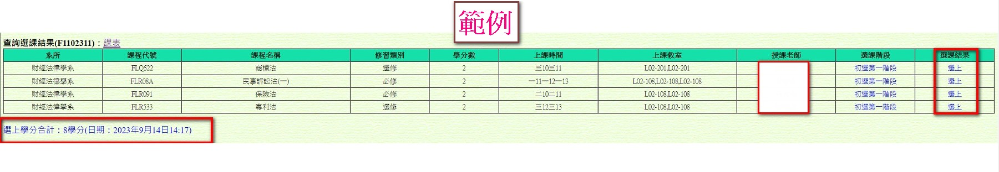 範例
查詢選課結果(F1102311)：課表
系所 課程代號 課程名稱 修習類別 學分數 上課時間 上課教室 授課老師 選課階段 選課結果
財經法律學系 FLQ522 商標法 選修 2 三10三11 L02-201,L02-201 初選第一階段 選上
財經法律學系 FLR08A 民事訴訟法(一) 必修 2 一11一12一13 L02-108,L02-108,L02-108 初選第一階段 選上
財經法律學系 FLR091 保險法 必修 2 二10二11 L02-108,L02-108 初選第一階段 選上
財經法律學系 FLR533 專利法 選修 2 三12三13 L02-108,L02-108 初選第一階段 選上
選上學分合計：8學分(日期：2023年9月14日14:17)